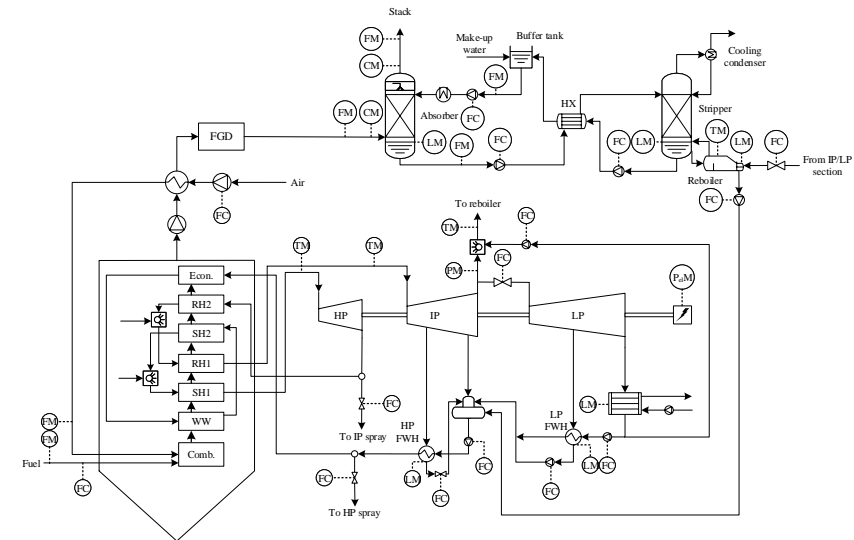 Stack
FM
CM
Make-up
water
Buffer tank
FM
FC
Absorber
HX
Cooling
condenser
Stripper
FGD
FM
CM
LM
FM
FC
FC
LM
TM
LM
FC
From IP/LP
section
Reboiler
FC
Air
FC
To reboiler
TM
FC
FC
PM
PelM
TM
TM
Econ.
RH2
SH2
RH1
SH1
WW
Comb.
HP
IP
LP
FC
To IP spray
HP
FWH
LM
FC
FC
FC
To HP spray
LP
FWH
LM
FC
FC
LM
FM
FM
Fuel
FC